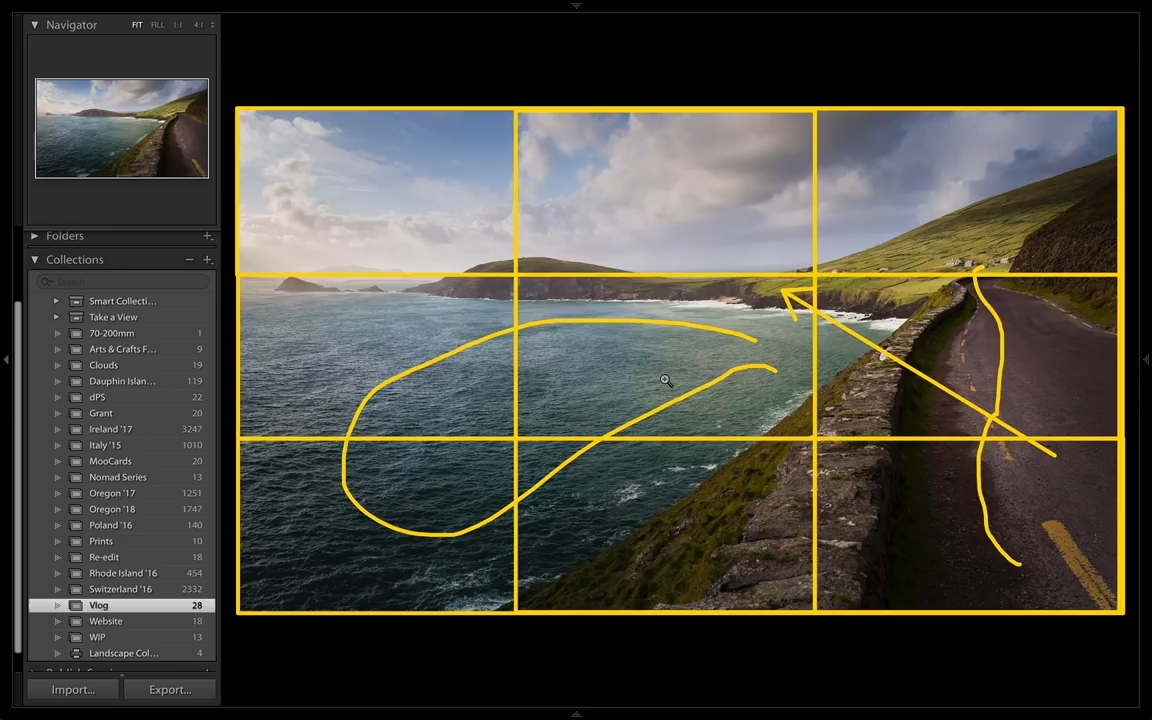 Navigator FIT FILL 1:1 4:1
Folders
Collections
Search
Smart Collecti...
Take a View
70-200mm 1
Arts & Crafts F... 9
Clouds 19
Dauphin Islan... 119
dPS 22
Grant 20
Ireland '17 3247
Italy '15 1010
MooCards 20
Nomad Series 13
Oregon '17 1251
Oregon '18 1747
Poland '16 140
Prints 10
Re-edit 18
Rhode Island '16 454
Switzerland '16 2332
Vlog 28
Website 18
WIP 13
Landscape Col... 4
Import... Export...